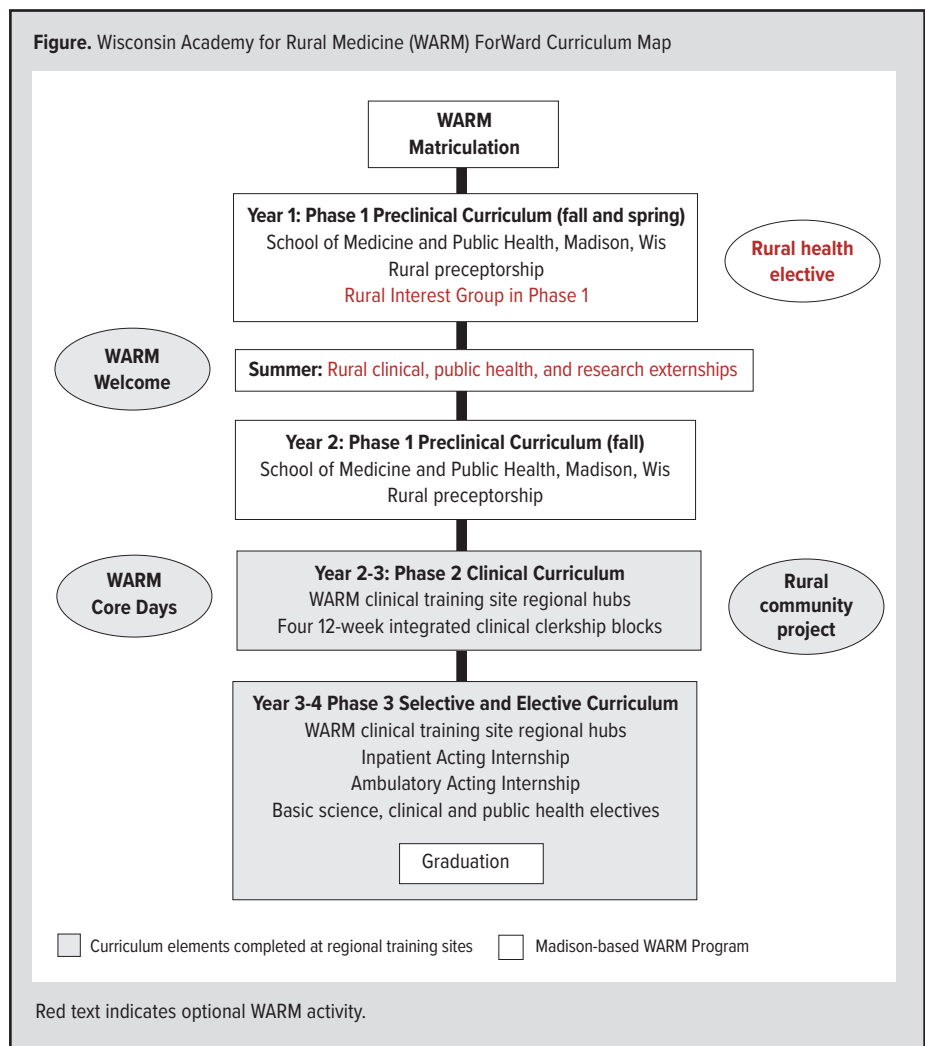 Figure. Wisconsin Academy for Rural Medicine (WARM) ForWard Curriculum Map
WARM
Matriculation
Year 1: Phase 1 Preclinical Curriculum (fall and spring)
School of Medicine and Public Health, Madison, Wis
Rural preceptorship
Rural Interest Group in Phase 1
Rural health
elective
WARM
Welcome
Summer: Rural clinical, public health, and research externships
Year 2: Phase 1 Preclinical Curriculum (fall)
School of Medicine and Public Health, Madison, Wis
Rural preceptorship
WARM
Core Days
Year 2-3: Phase 2 Clinical Curriculum
WARM clinical training site regional hubs
Four 12-week integrated clinical clerkship blocks
Rural
community
project
Year 3-4 Phase 3 Selective and Elective Curriculum
WARM clinical training site regional hubs
Inpatient Acting Internship
Ambulatory Acting Internship
Basic science, clinical and public health electives
Graduation
Curriculum elements completed at regional training sites
Madison-based WARM Program
Red text indicates optional WARM activity.